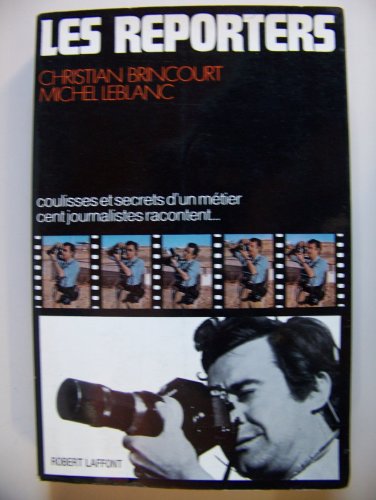 LES REPORTERS
CHRISTIAN BRINCOURT
MICHEL LEBLANC
coulisses et secrets d'un métier
cent journalistes racontent...
ROBERT LAFFONT